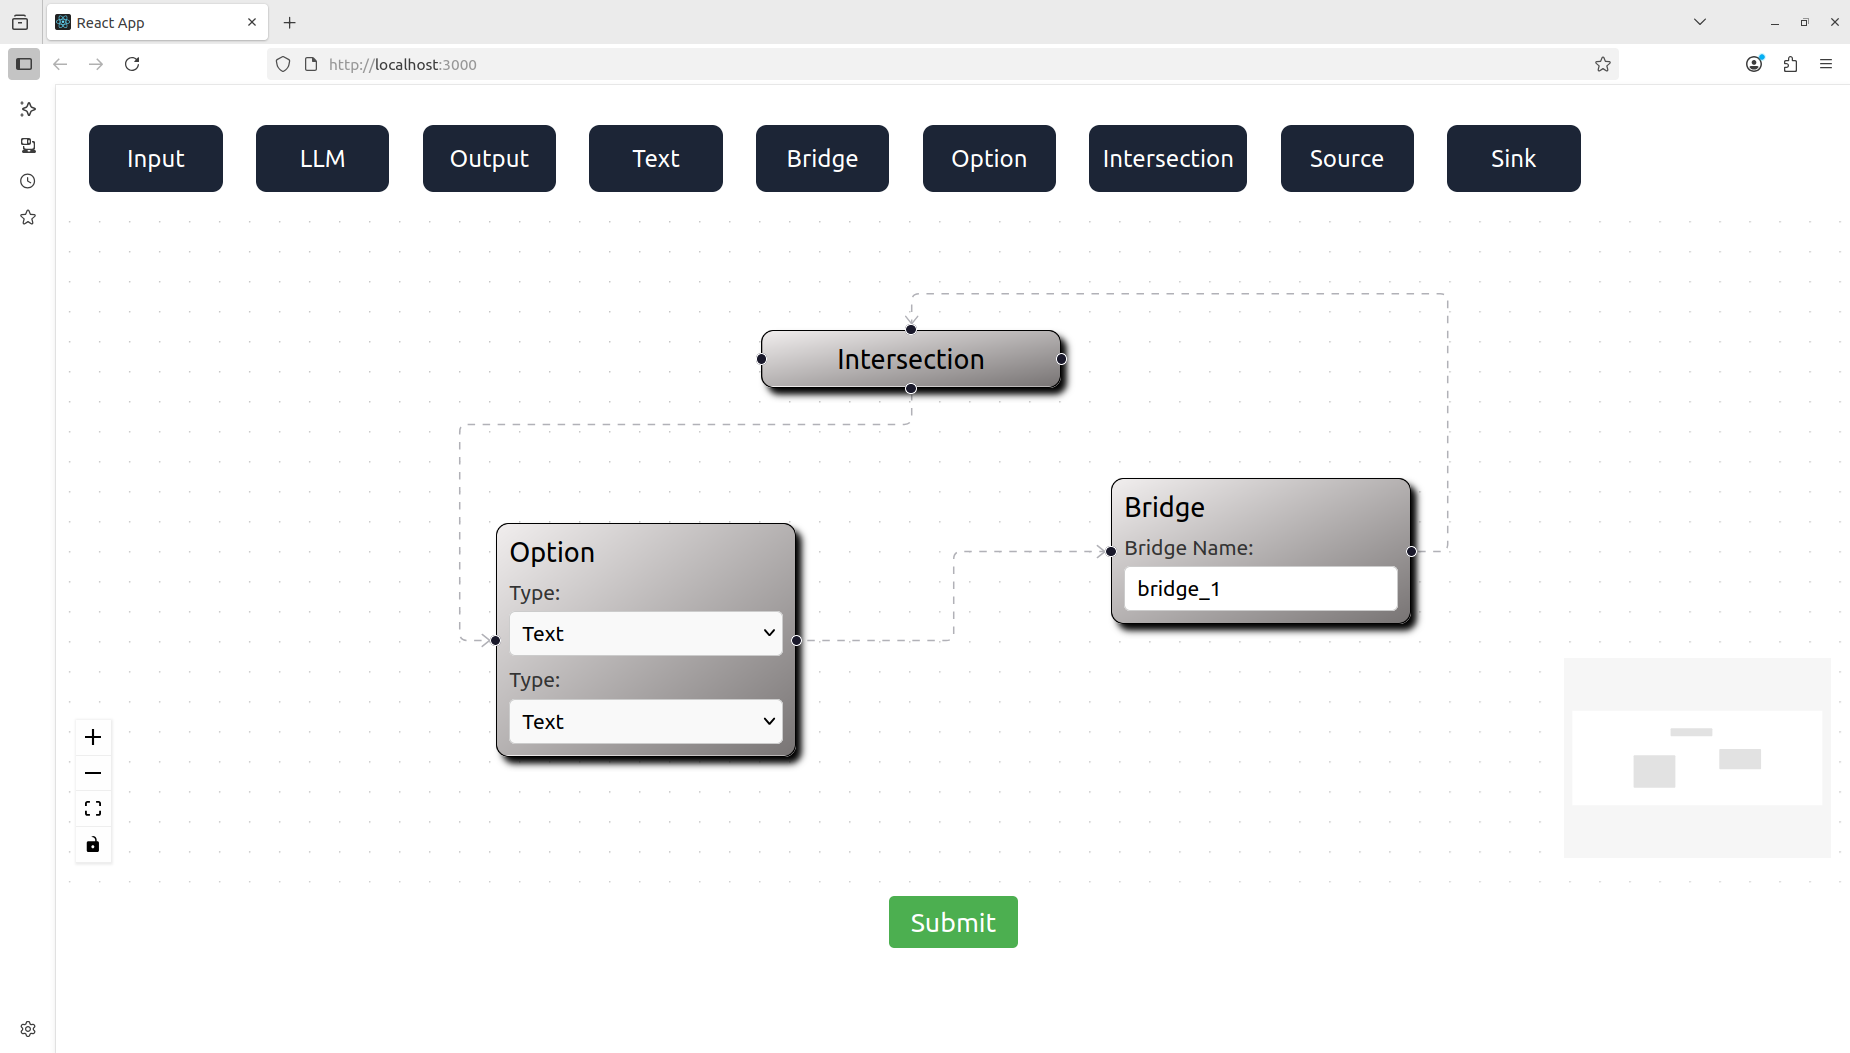 React App
http://localhost:3000
Input
LLM
Output
Text
Bridge
Option
Intersection
Source
Sink
Intersection
Bridge
Bridge Name:
bridge_1
Option
Type:
Text
Type:
Text
Submit